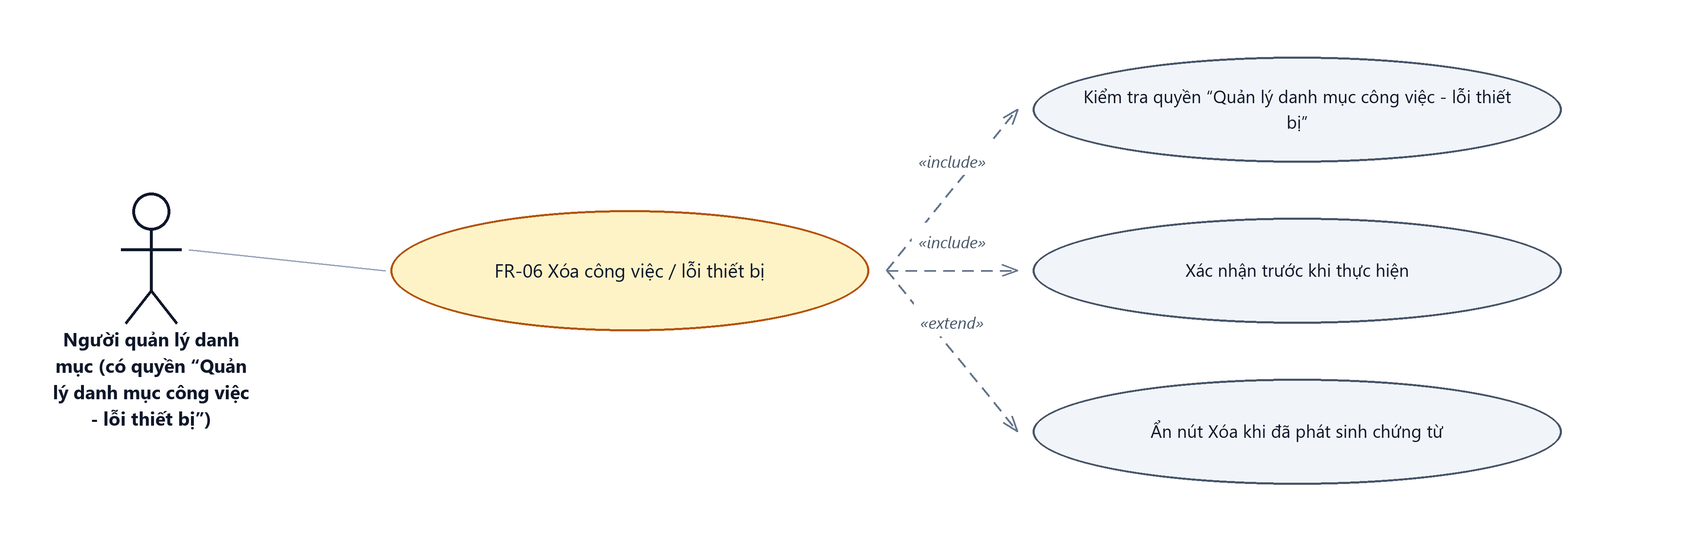 Kiểm tra quyền “Quản lý danh mục công việc - lỗi thiết
bị”
«include»
«include»
Xác nhận trước khi thực hiện
FR-06 Xóa công việc / lỗi thiết bị
«extend»
Người quản lý danh
mục (có quyền “Quản
lý danh mục công việc
- lỗi thiết bị”)
Ẩn nút Xóa khi đã phát sinh chứng từ